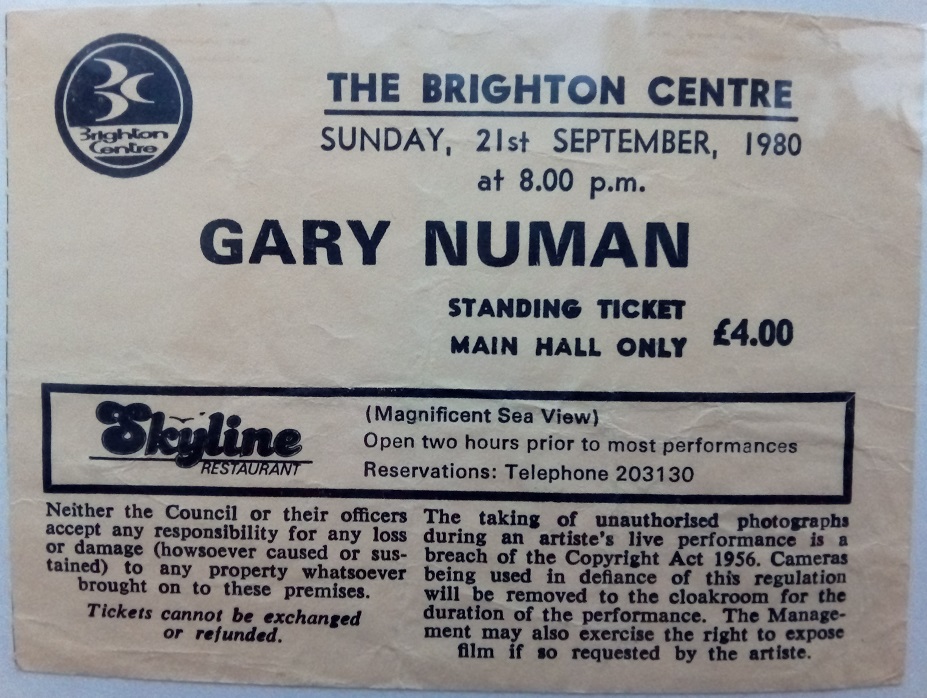 Brighton
Centre
THE BRIGHTON CENTRE
SUNDAY, 21st SEPTEMBER, 1980
at 8.00 p.m.
GARY NUMAN
STANDING TICKET
MAIN HALL ONLY
£4.00
Skyline
RESTAURANT
(Magnificent Sea View)
Open two hours prior to most performances
Reservations: Telephone 203130
Neither the Council or their officers
accept any responsibility for any loss
or damage (howsoever caused or sus-
tained) to any property whatsoever
brought on to these premises.
Tickets cannot be exchanged
or refunded.
The taking of unauthorised photographs
during an artiste's live performance is a
breach of the Copyright Act 1956. Cameras
being used in defiance of this regulation
will be removed to the cloakroom for the
duration of the performance. The Manage-
ment may also exercise the right to expose
film if so requested by the artiste.